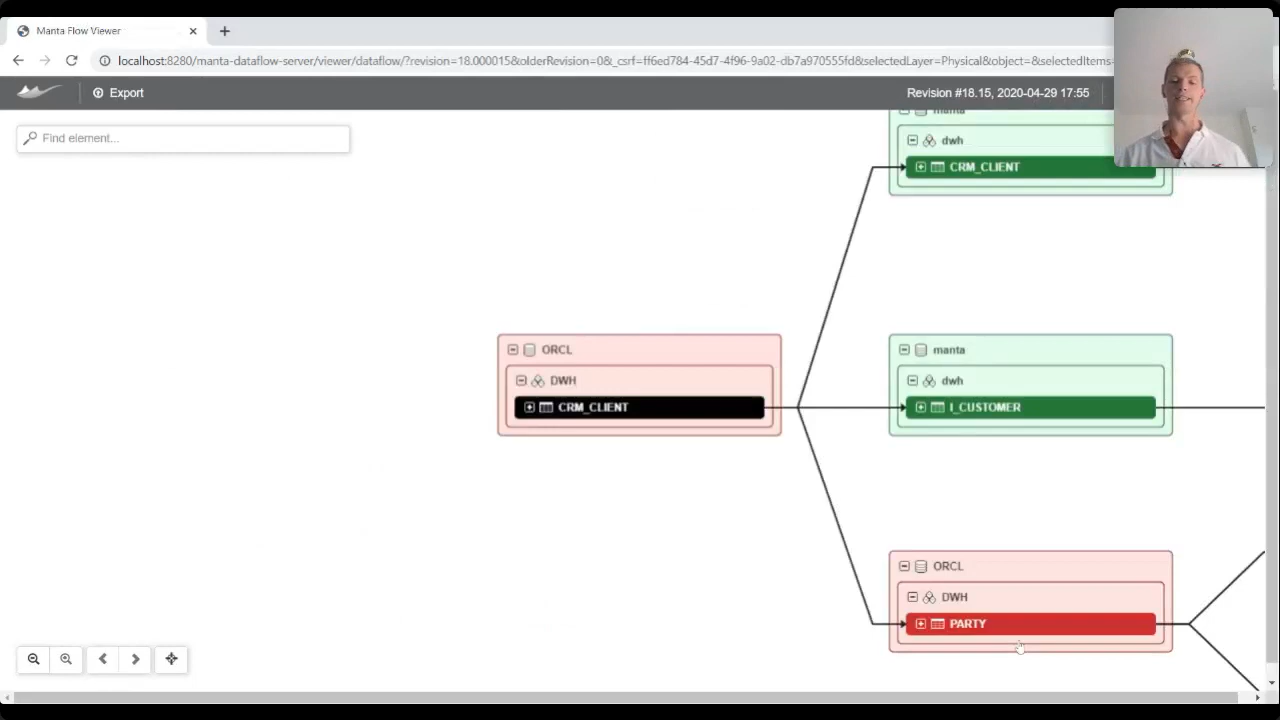 Manta Flow Viewer
localhost:8280/manta-dataflow-server/viewer/dataflow/?revision=18.000015&olderRevision=0&_csrf=ff6ed784-45d7-4f96-9a02-db7a970555fd&selectedLayer=Physical&object=&selectedItems=
Export
Revision #18.15, 2020-04-29 17:55
Find element...
manta
dwh
CRM_CLIENT
ORCL
DWH
CRM_CLIENT
manta
dwh
I_CUSTOMER
ORCL
DWH
PARTY